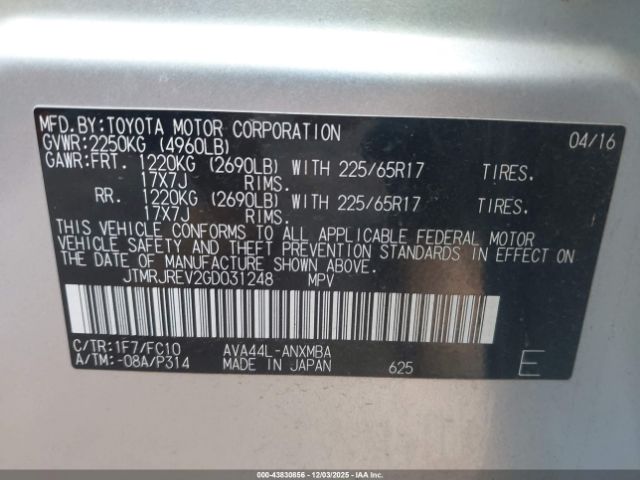 MFD.BY:TOYOTA MOTOR CORPORATION 04/16
GVWR:2250KG (4960LB)
GAWR:FRT. 1220KG (2690LB) WITH 225/65R17 TIRES.
17X7J RIMS.
RR. 1220KG (2690LB) WITH 225/65R17 TIRES.
17X7J RIMS.
THIS VEHICLE CONFORMS TO ALL APPLICABLE FEDERAL MOTOR
VEHICLE SAFETY AND THEFT PREVENTION STANDARDS IN EFFECT ON
THE DATE OF MANUFACTURE SHOWN ABOVE.
JTMRJREV2GD031248 MPV
C/TR:1F7/FC10 AVA44L-ANXMBA
A/TM:-08A/P314 MADE IN JAPAN 625 E
000-43830656 - 12/03/2025 - IAAI.COM